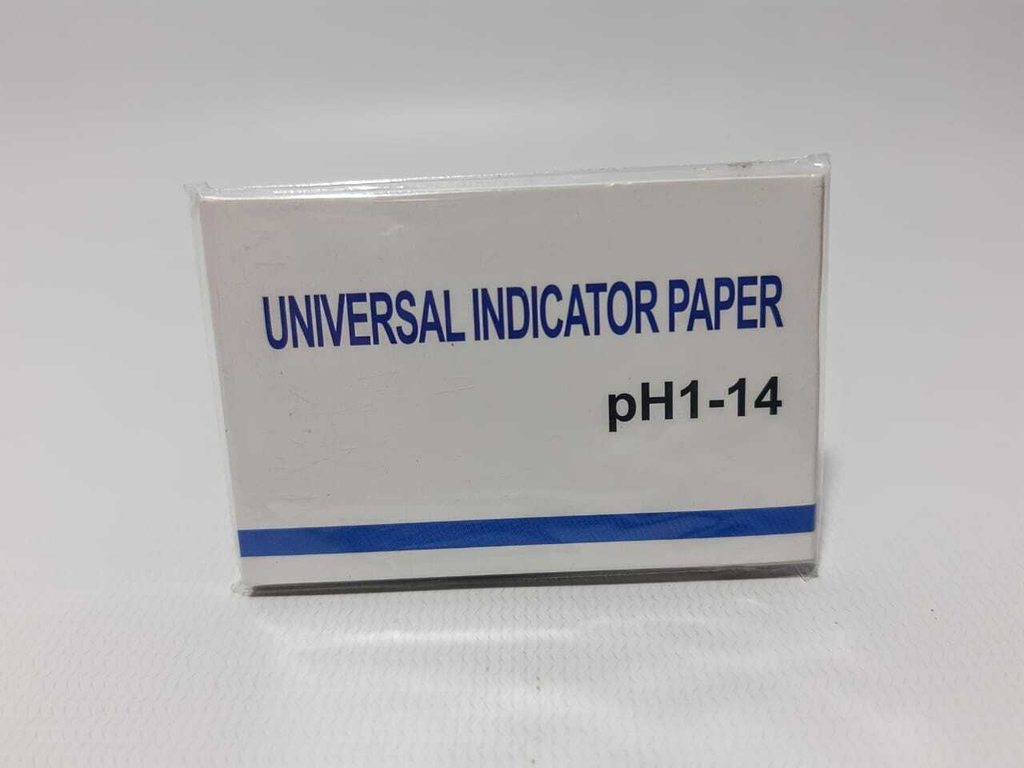 UNIVERSAL INDICATOR PAPER
pH1-14